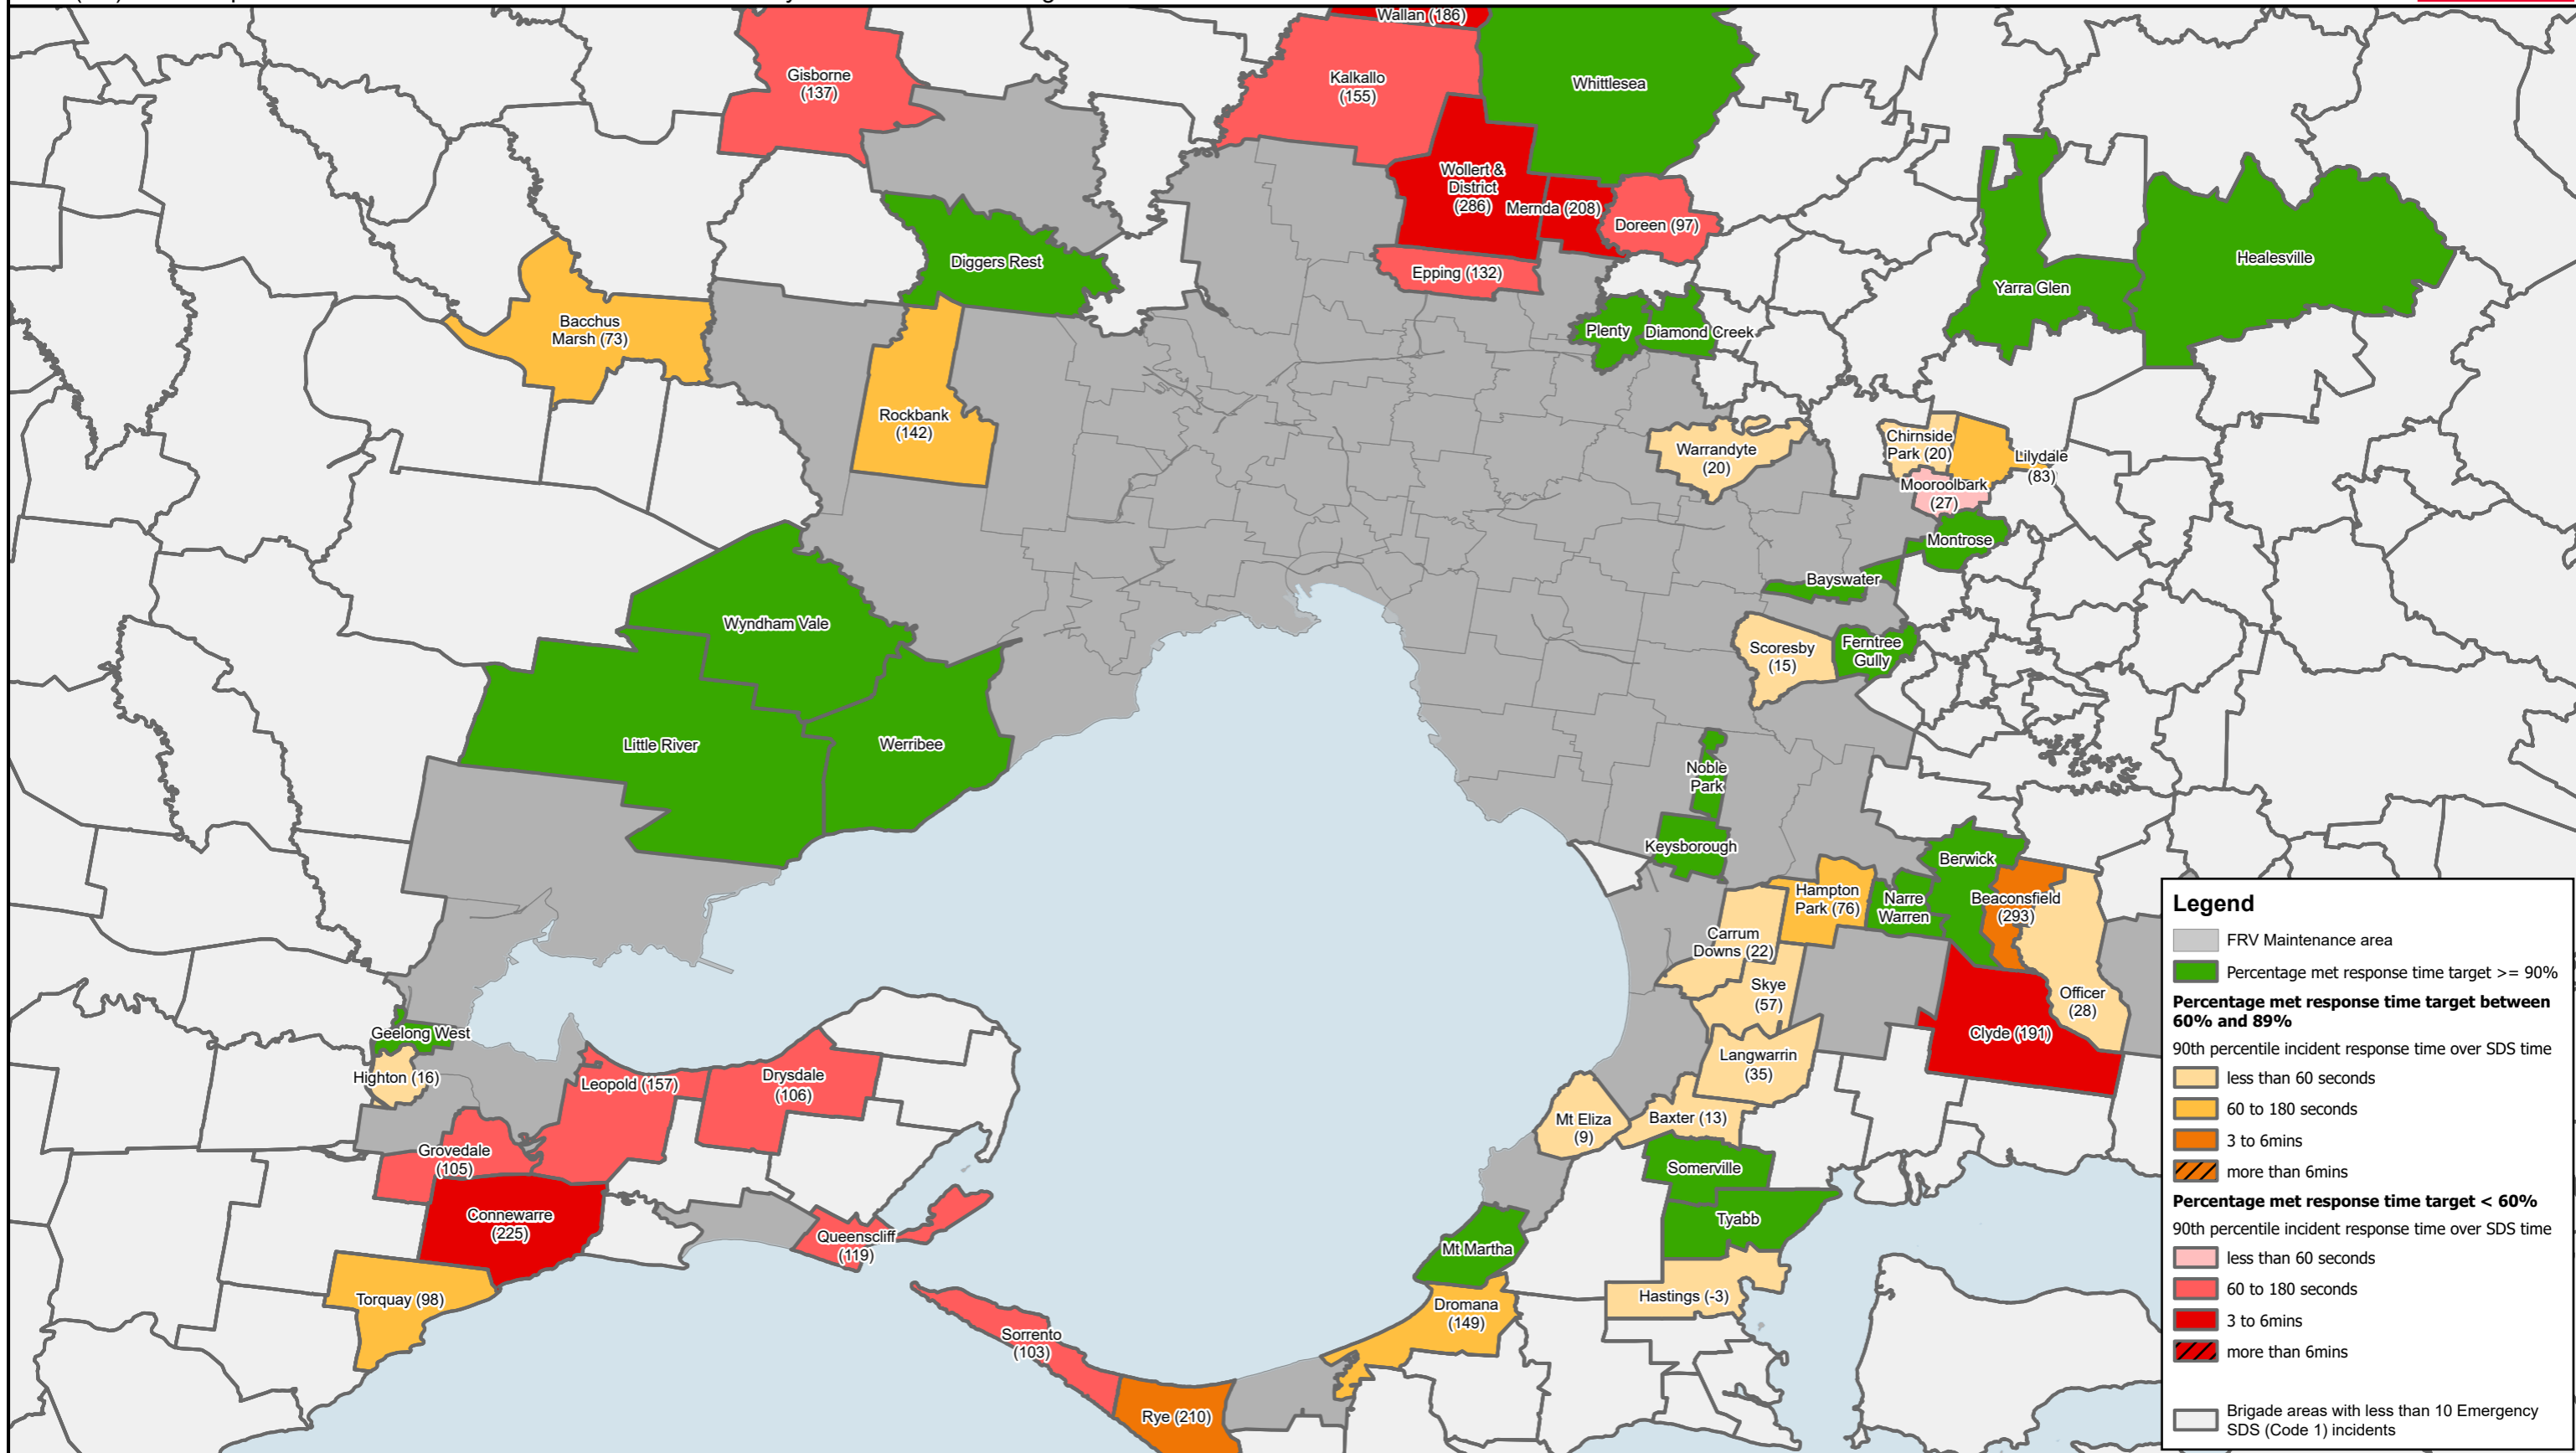 Wallan (186)
Gisborne
(137)
Kalkallo
(155)
Whittlesea
Wollert &
District
(286)
Mernda (208)
Doreen (97)
Diggers Rest
Epping (132)
Healesville
Yarra Glen
Bacchus
Marsh (73)
Plenty
Diamond Creek
Rockbank
(142)
Warrandyte
(20)
Chirnside
Park (20)
Lilydale
(83)
Mooroolbark
(27)
Montrose
Bayswater
Wyndham Vale
Scoresby
(15)
Ferntree
Gully
Little River
Werribee
Noble
Park
Keysborough
Berwick
Hampton
Park (76)
Narre
Warren
Beaconsfield
(293)
Carrum
Downs (22)
Skye
(57)
Officer
(28)
Clyde (191)
Geelong West
Highton (16)
Langwarrin
(35)
Leopold (157)
Drysdale
(106)
Mt Eliza
(9)
Baxter (13)
Grovedale
(105)
Somerville
Connewarre
(225)
Queenscliff
(119)
Tyabb
Mt Martha
Torquay (98)
Hastings (-3)
Dromana
(149)
Sorrento
(103)
Rye (210)
Legend
FRV Maintenance area
Percentage met response time target >= 90%
Percentage met response time target between
60% and 89%
90th percentile incident response time over SDS time
less than 60 seconds
60 to 180 seconds
3 to 6mins
more than 6mins
Percentage met response time target < 60%
90th percentile incident response time over SDS time
less than 60 seconds
60 to 180 seconds
3 to 6mins
more than 6mins
Brigade areas with less than 10 Emergency
SDS (Code 1) incidents